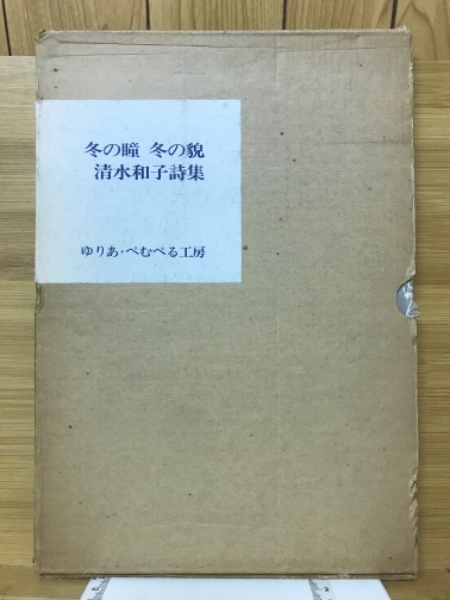 冬の瞳 冬の貌
清水和子詩集
ゆりあ・ぺむぺる工房